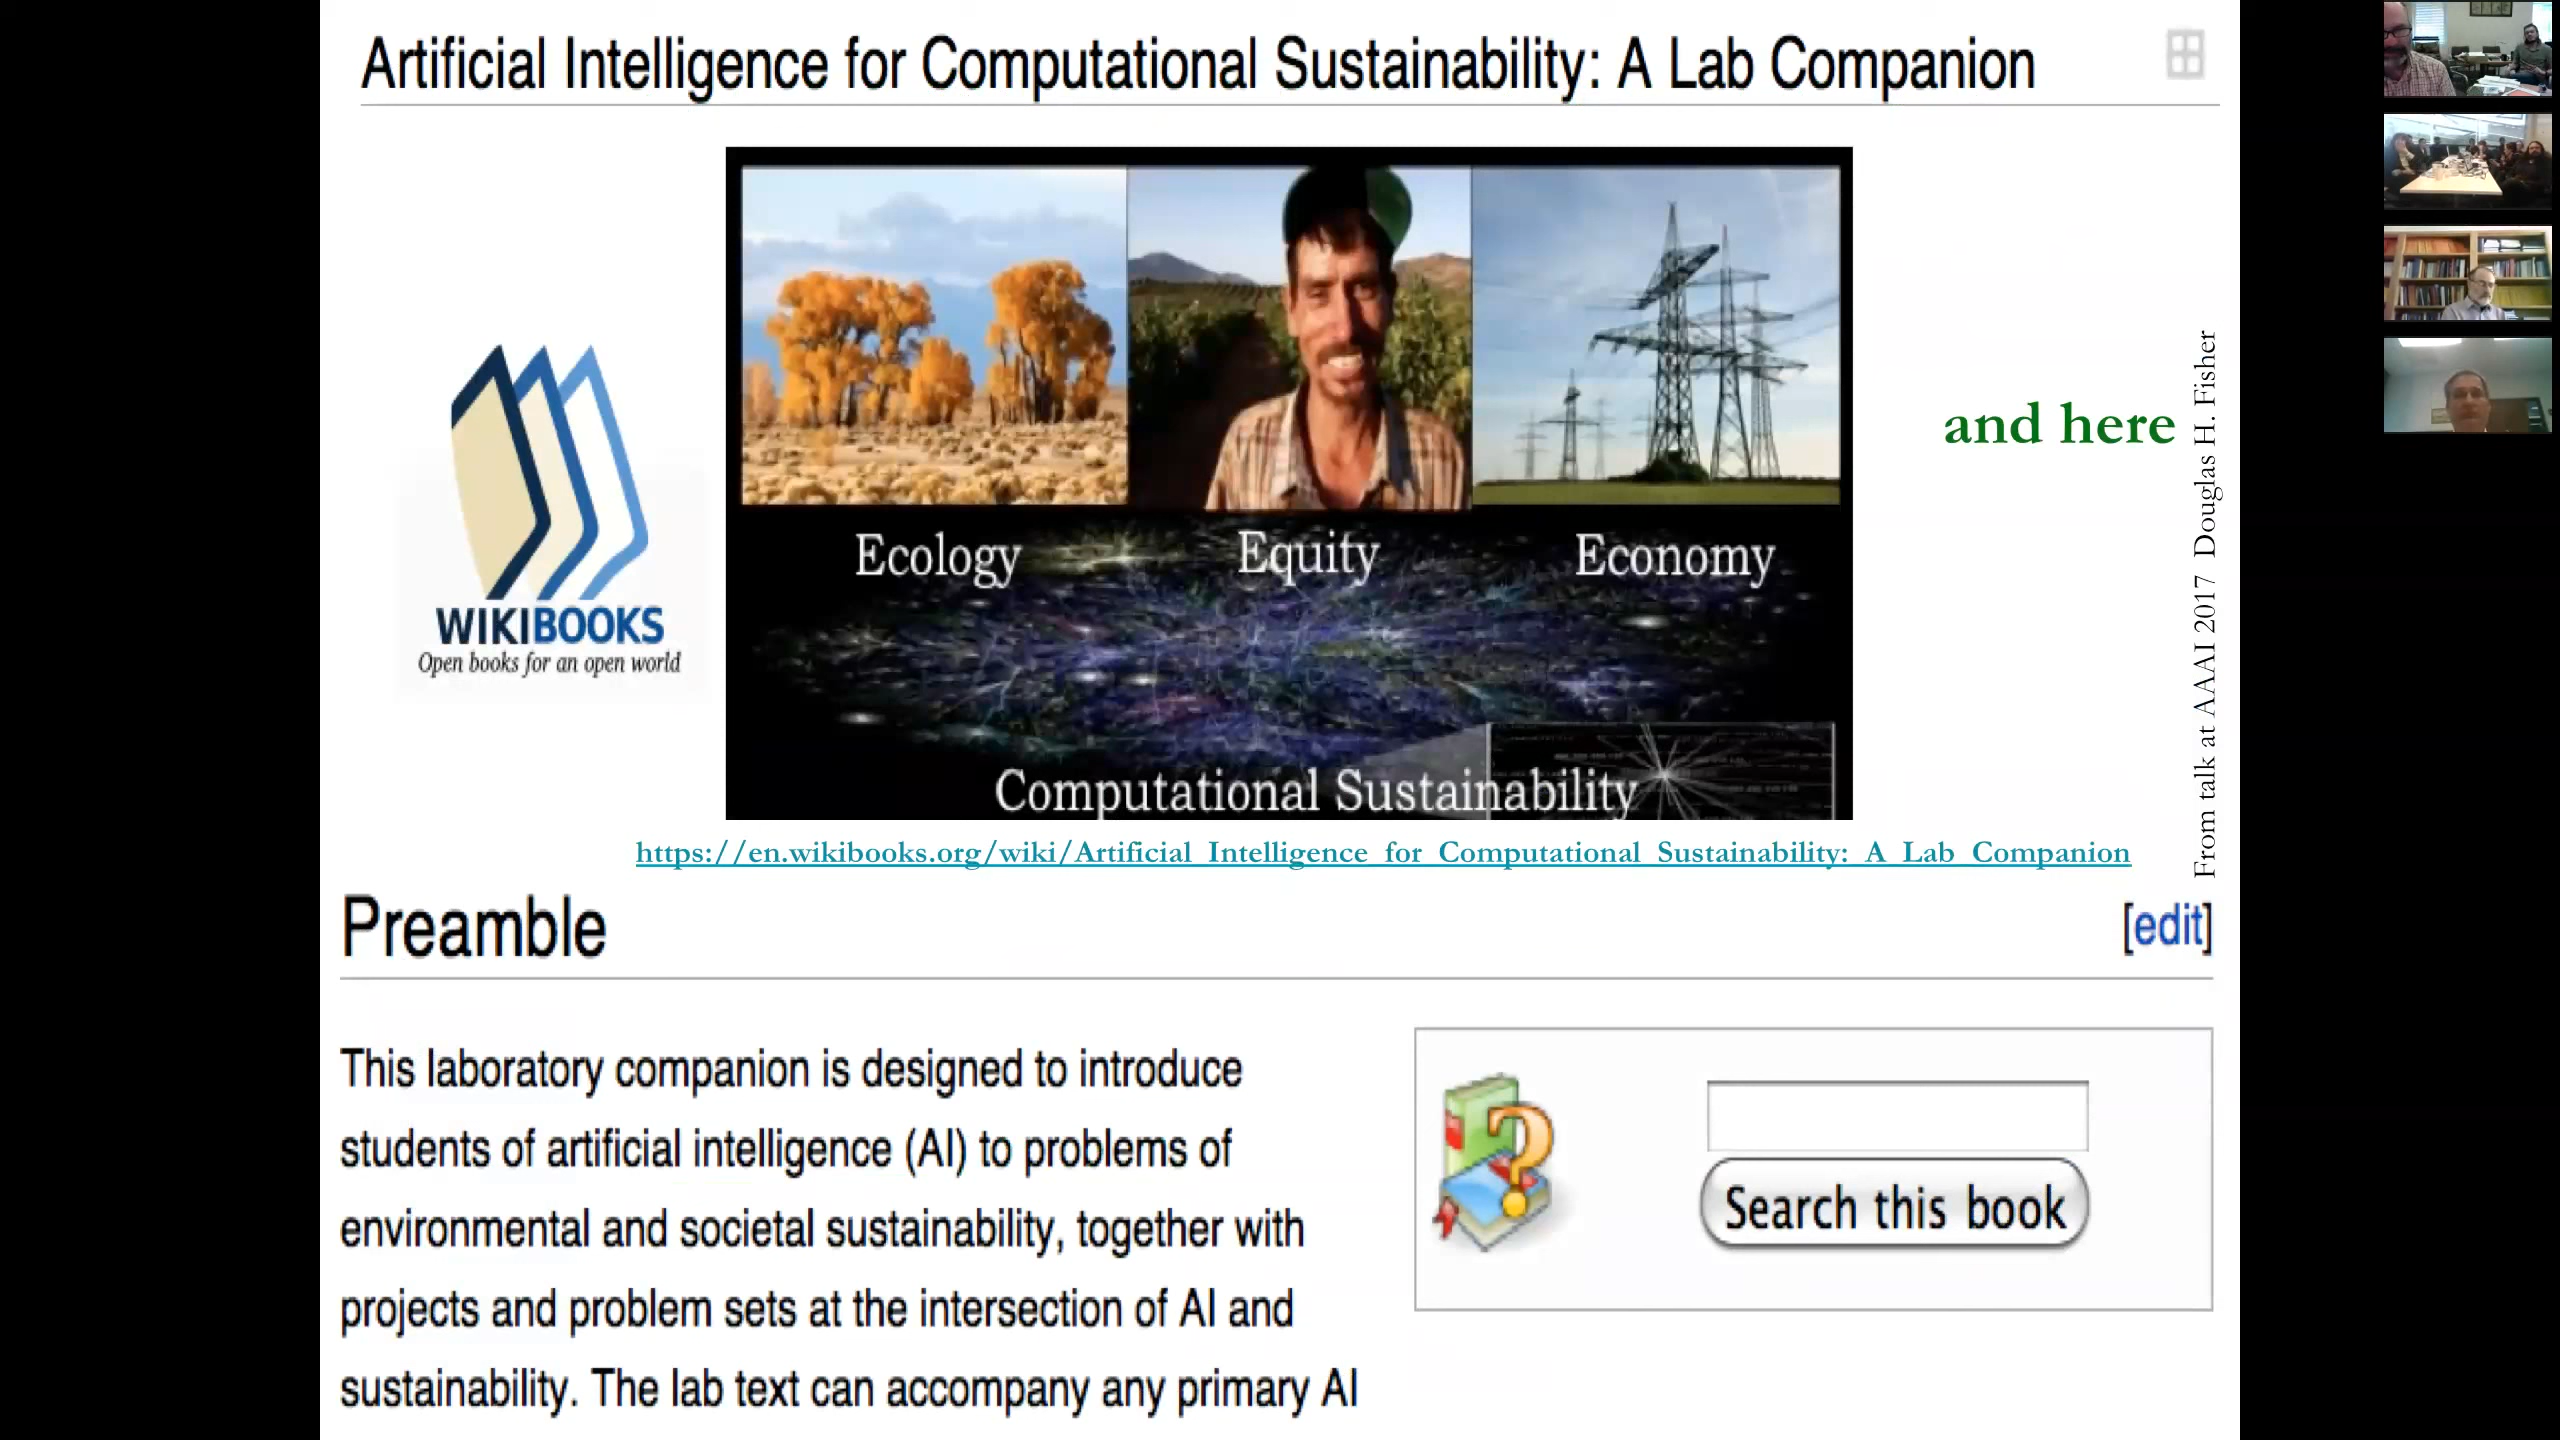 Artificial Intelligence for Computational Sustainability: A Lab Companion
WIKIBOOKS
Open books for an open world
Ecology
Equity
Economy
Computational Sustainability
and here
From talk at AAAI 2017 Douglas H. Fisher
https://en.wikibooks.org/wiki/Artificial_Intelligence_for_Computational_Sustainability:_A_Lab_Companion
Preamble
[edit]
This laboratory companion is designed to introduce
students of artificial intelligence (AI) to problems of
environmental and societal sustainability, together with
projects and problem sets at the intersection of AI and
sustainability. The lab text can accompany any primary AI
Search this book